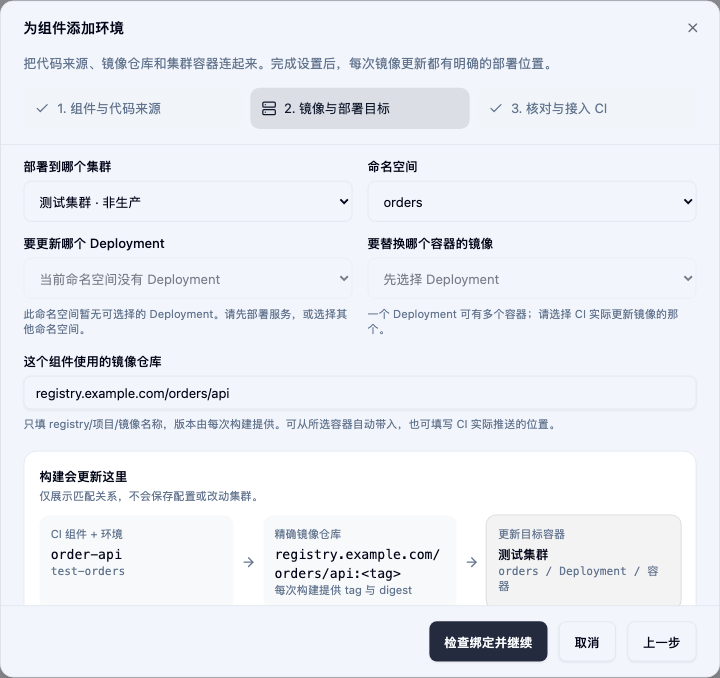 为组件添加环境
把代码来源、镜像仓库和集群容器连起来。完成设置后，每次镜像更新都有明确的部署位置。
1. 组件与代码来源
2. 镜像与部署目标
3. 核对与接入 CI
部署到哪个集群
命名空间
测试集群 · 非生产
orders
要更新哪个 Deployment
要替换哪个容器的镜像
当前命名空间没有 Deployment
先选择 Deployment
此命名空间暂无可选择的 Deployment。请先部署服务，或选择其
他命名空间。
一个 Deployment 可有多个容器；请选择 CI 实际更新镜像的那
个。
这个组件使用的镜像仓库
registry.example.com/orders/api
只填 registry/项目/镜像名称，版本由每次构建提供。可从所选容器自动带入，也可填写 CI 实际推送的位置。
构建会更新这里
仅展示匹配关系，不会保存配置或改动集群。
CI 组件 + 环境
order-api
test-orders
精确镜像仓库
registry.example.com/
orders/api:<tag>
每次构建提供 tag 与 digest
更新目标容器
测试集群
orders / Deployment / 容
器
检查绑定并继续
取消
上一步